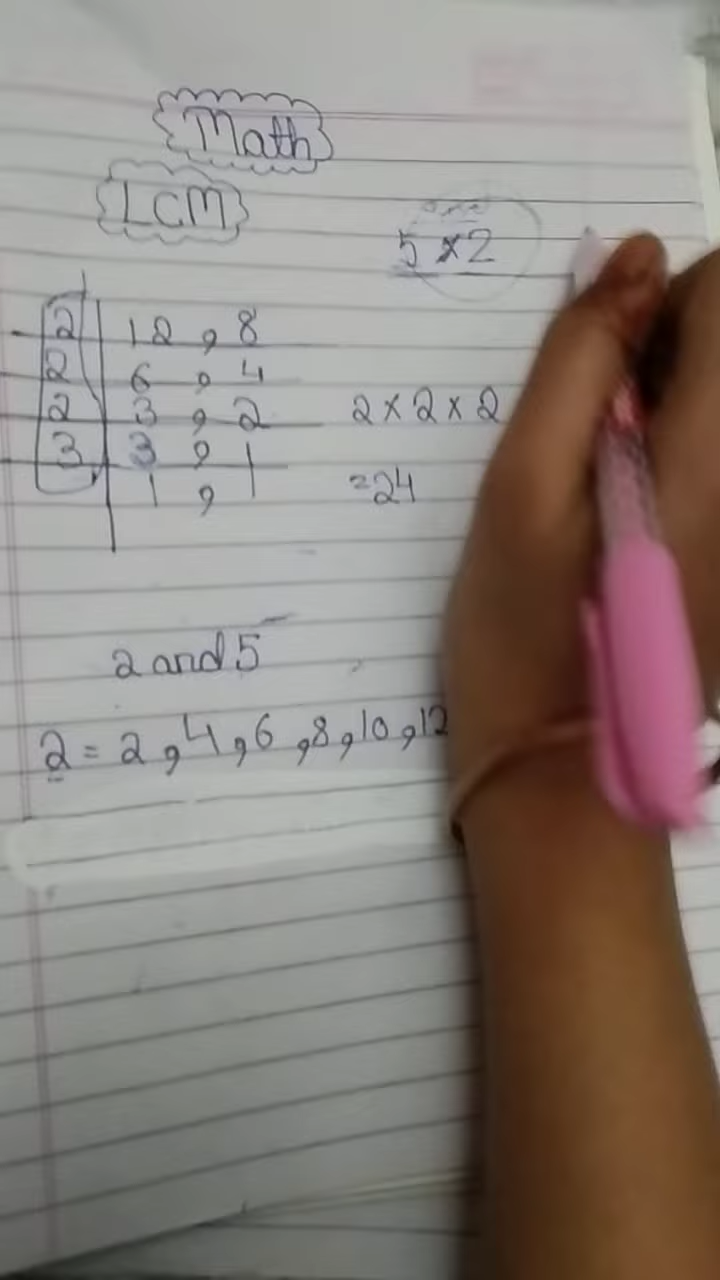 Math
LCM
5 × 2
2 | 12 , 8
2 | 6 , 4
2 | 3 , 2
3 | 3 , 1
1 , 1
2 × 2 × 2
= 24
2 and 5
2 = 2 , 4 , 6 , 8 , 10 , 12